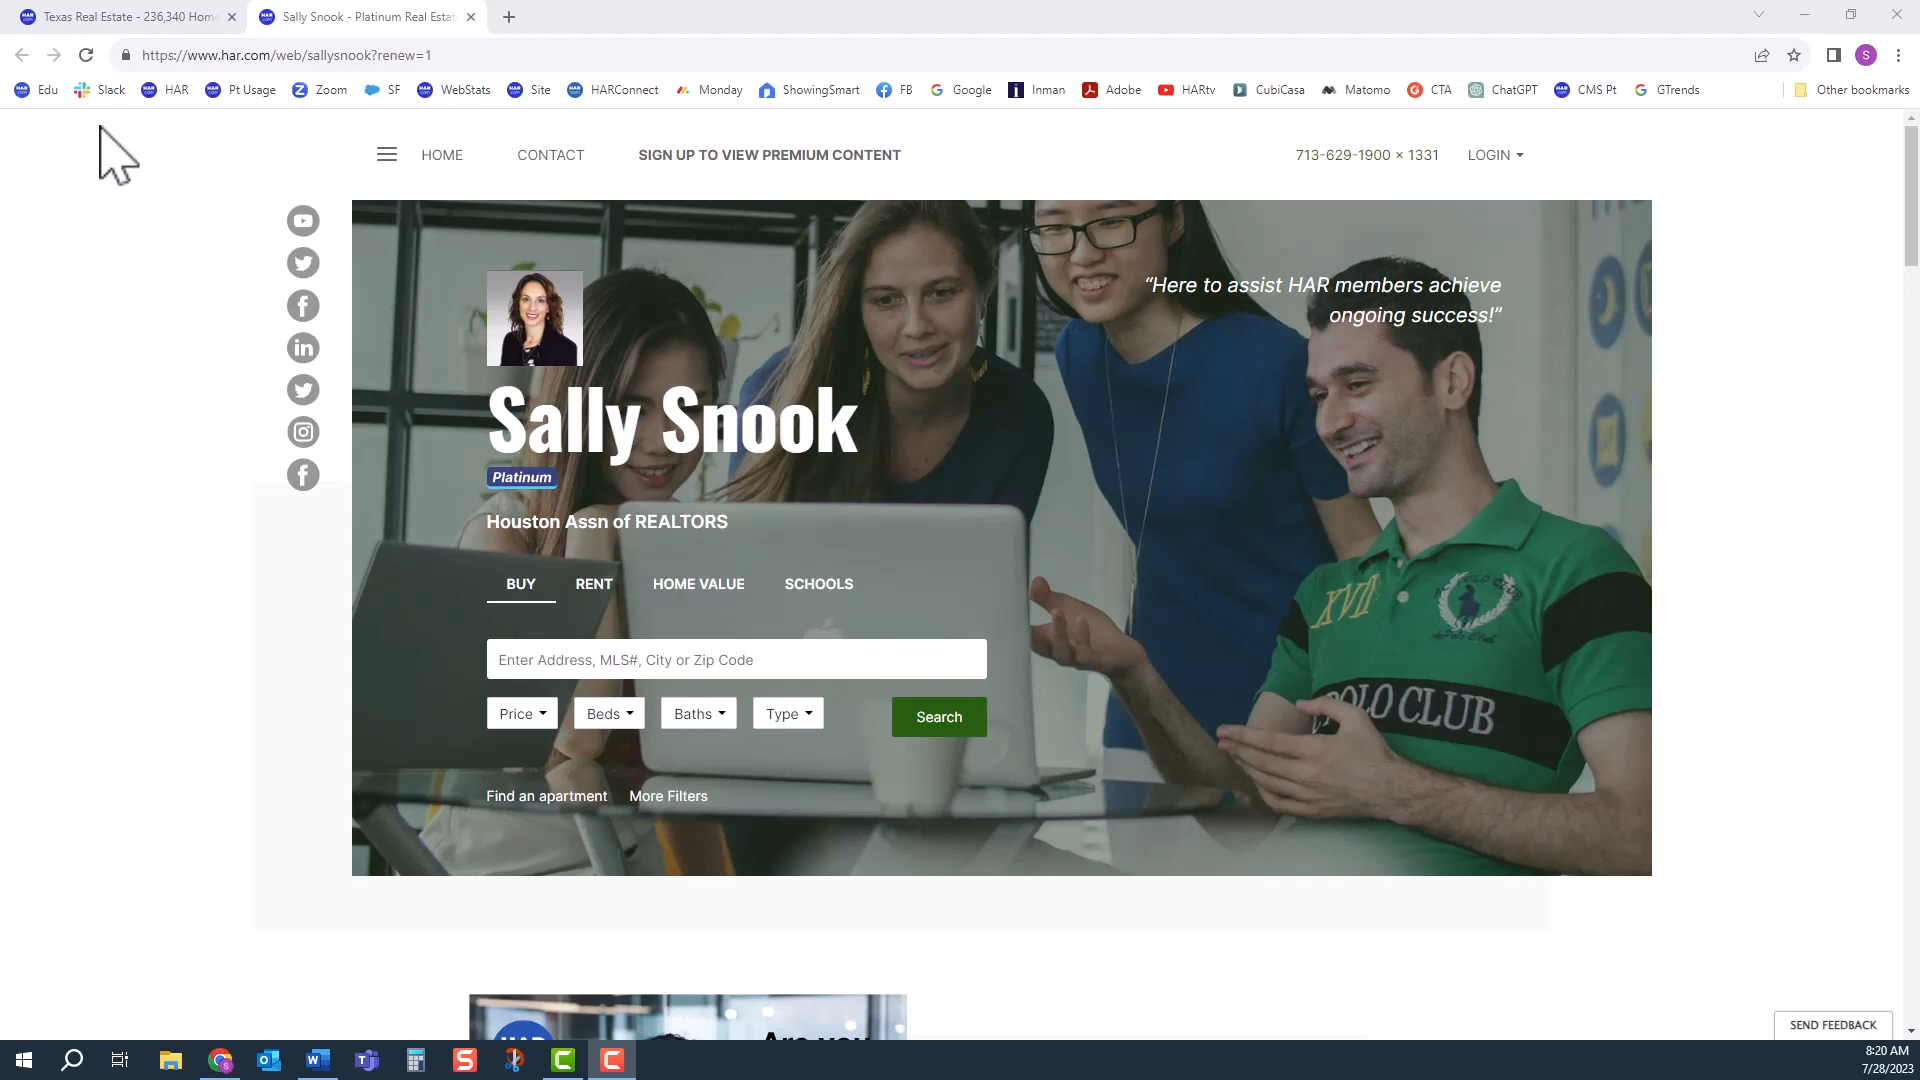 Texas Real Estate - 236,340 Home
Sally Snook - Platinum Real Estat
https://www.har.com/web/sallysnook?renew=1
S
Edu Slack HAR Pt Usage Zoom SF WebStats Site HARConnect Monday ShowingSmart FB Google Inman Adobe HARtv CubiCasa Matomo CTA ChatGPT CMS Pt GTrends Other bookmarks
HOME CONTACT SIGN UP TO VIEW PREMIUM CONTENT 713-629-1900 × 1331 LOGIN
“Here to assist HAR members achieve
ongoing success!”
Sally Snook
Platinum
Houston Assn of REALTORS
BUY RENT HOME VALUE SCHOOLS
Enter Address, MLS#, City or Zip Code
Price Beds Baths Type Search
Find an apartment More Filters
XVII
POLO CLUB
SEND FEEDBACK
8:20 AM
7/28/2023